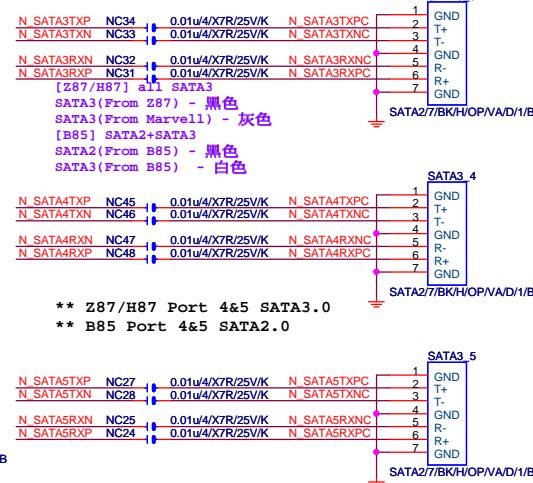 N_SATA3TXP NC34 0.01u/4/X7R/25V/K N_SATA3TXPC 1 GND
N_SATA3TXN NC33 0.01u/4/X7R/25V/K N_SATA3TXNC 2 T+
3 T-
4 GND
N_SATA3RXN NC32 0.01u/4/X7R/25V/K N_SATA3RXNC 5 R-
N_SATA3RXP NC31 0.01u/4/X7R/25V/K N_SATA3RXPC 6 R+
7 GND
[Z87/H87] all SATA3
SATA3(From Z87) - 黑色
SATA2/7/BK/H/OP/VA/D/1/B
SATA3(From Marvell) - 灰色
[B85] SATA2+SATA3
SATA2(From B85) - 黑色
SATA3(From B85) - 白色
SATA3_4
N_SATA4TXP NC45 0.01u/4/X7R/25V/K N_SATA4TXPC 1 GND
N_SATA4TXN NC46 0.01u/4/X7R/25V/K N_SATA4TXNC 2 T+
3 T-
4 GND
N_SATA4RXN NC47 0.01u/4/X7R/25V/K N_SATA4RXNC 5 R-
N_SATA4RXP NC48 0.01u/4/X7R/25V/K N_SATA4RXPC 6 R+
7 GND
SATA2/7/BK/H/OP/VA/D/1/B
** Z87/H87 Port 4&5 SATA3.0
** B85 Port 4&5 SATA2.0
SATA3_5
N_SATA5TXP NC27 0.01u/4/X7R/25V/K N_SATA5TXPC 1 GND
N_SATA5TXN NC28 0.01u/4/X7R/25V/K N_SATA5TXNC 2 T+
3 T-
4 GND
N_SATA5RXN NC25 0.01u/4/X7R/25V/K N_SATA5RXNC 5 R-
N_SATA5RXP NC24 0.01u/4/X7R/25V/K N_SATA5RXPC 6 R+
7 GND
B
SATA2/7/BK/H/OP/VA/D/1/B